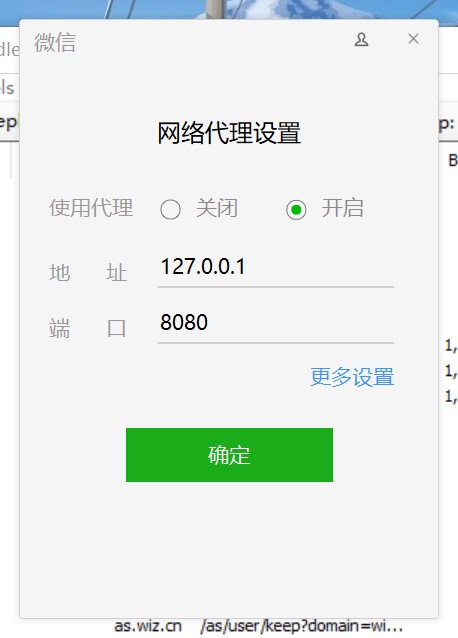 dle
微信
ls
ep
p:
网络代理设置
B
使用代理 关闭 开启
地 址 127.0.0.1
端 口 8080
1,
更多设置
1,
1,
确定
as.wiz.cn /as/user/keep?domain=wi...